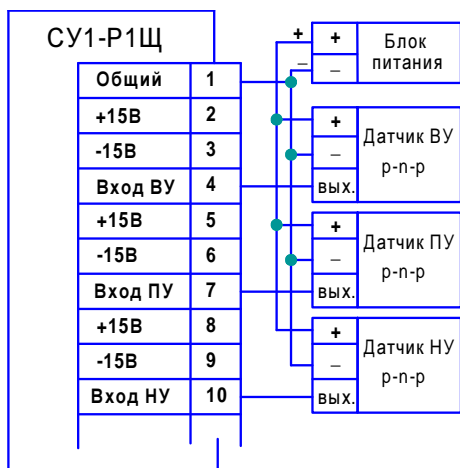 СУ1-Р1Щ
Общий 1
+15В 2
-15В 3
Вход ВУ 4
+15В 5
-15В 6
Вход ПУ 7
+15В 8
-15В 9
Вход НУ 10
+ + Блок
– – питания
+
– Датчик ВУ
р-n-р
вых.
+
– Датчик ПУ
р-n-р
вых.
+
– Датчик НУ
р-n-р
вых.